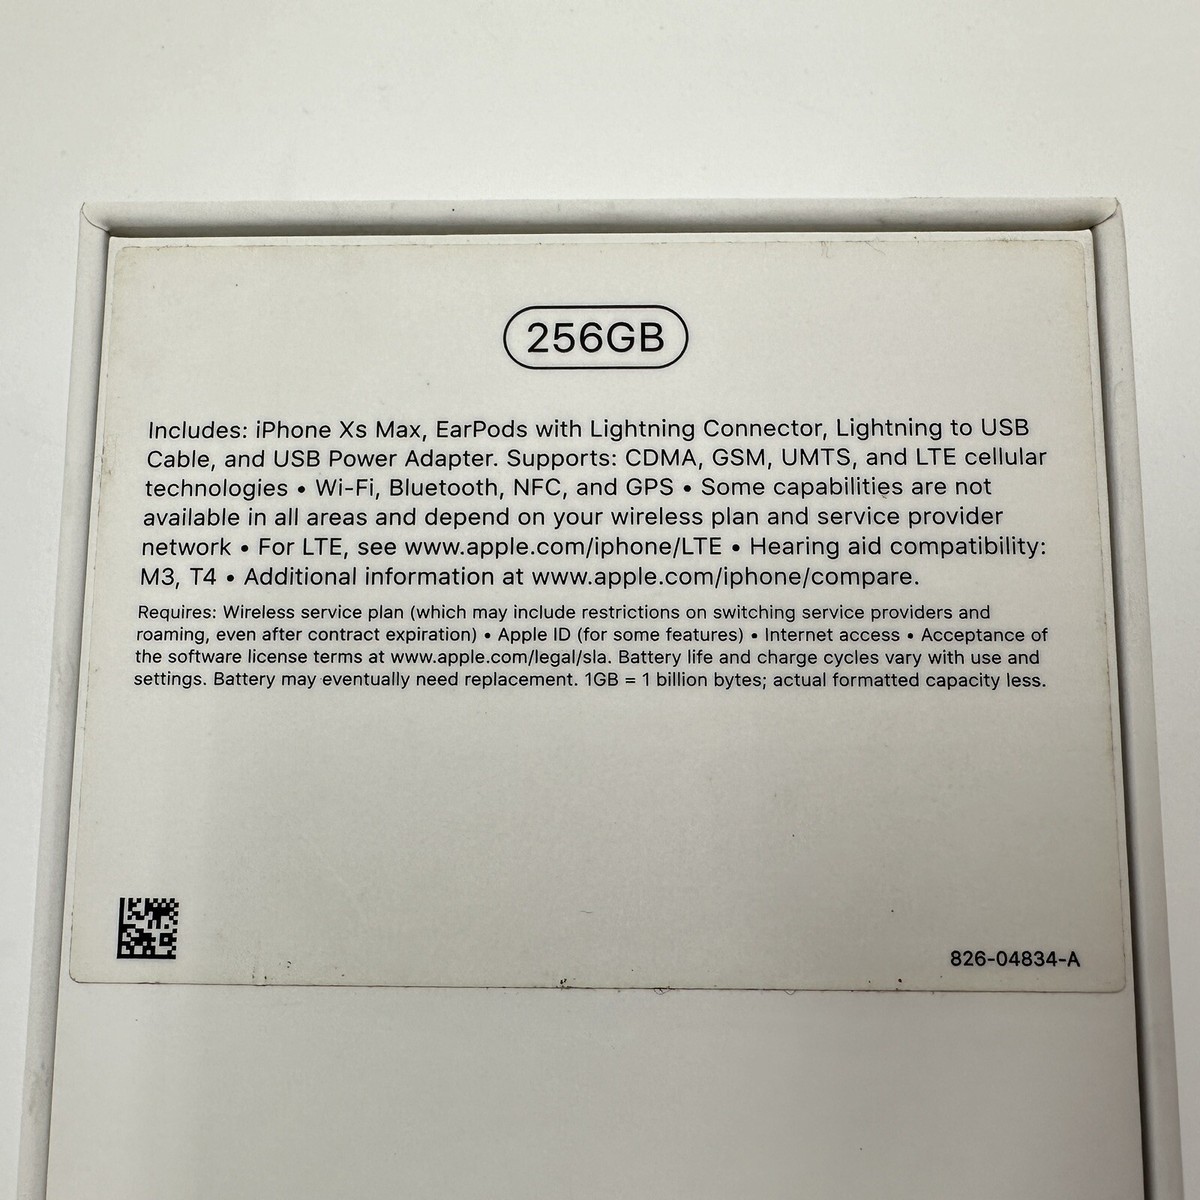 256GB
Includes: iPhone Xs Max, EarPods with Lightning Connector, Lightning to USB
Cable, and USB Power Adapter. Supports: CDMA, GSM, UMTS, and LTE cellular
technologies • Wi-Fi, Bluetooth, NFC, and GPS • Some capabilities are not
available in all areas and depend on your wireless plan and service provider
network • For LTE, see www.apple.com/iphone/LTE • Hearing aid compatibility:
M3, T4 • Additional information at www.apple.com/iphone/compare.
Requires: Wireless service plan (which may include restrictions on switching service providers and
roaming, even after contract expiration) • Apple ID (for some features) • Internet access • Acceptance of
the software license terms at www.apple.com/legal/sla. Battery life and charge cycles vary with use and
settings. Battery may eventually need replacement. 1GB = 1 billion bytes; actual formatted capacity less.
826-04834-A